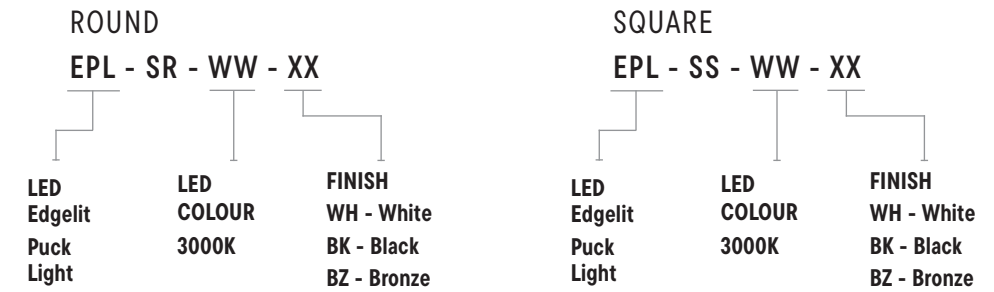 ROUND
EPL - SR - WW - XX
LED
Edgelit
Puck
Light
LED
COLOUR
3000K
FINISH
WH - White
BK - Black
BZ - Bronze
SQUARE
EPL - SS - WW - XX
LED
Edgelit
Puck
Light
LED
COLOUR
3000K
FINISH
WH - White
BK - Black
BZ - Bronze